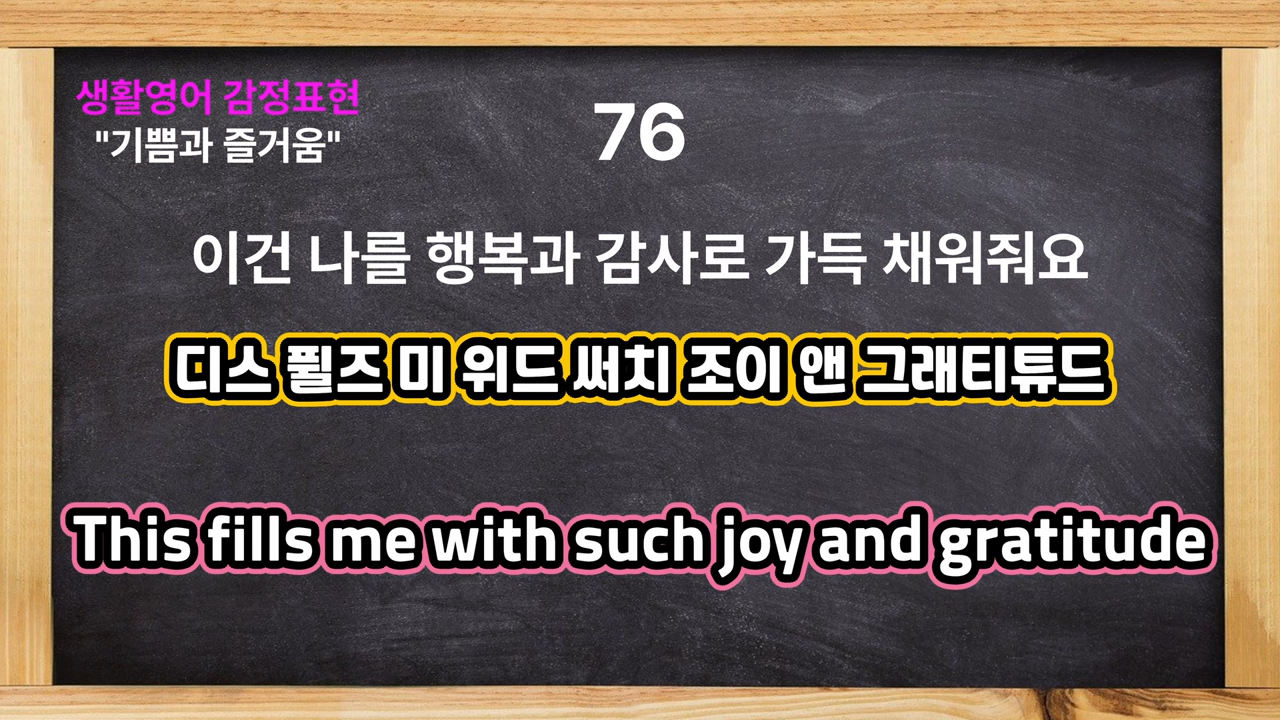 생활영어 감정표현
"기쁨과 즐거움"
76
이건 나를 행복과 감사로 가득 채워줘요
디스 퓔즈 미 위드 써치 조이 앤 그래티튜드
This fills me with such joy and gratitude